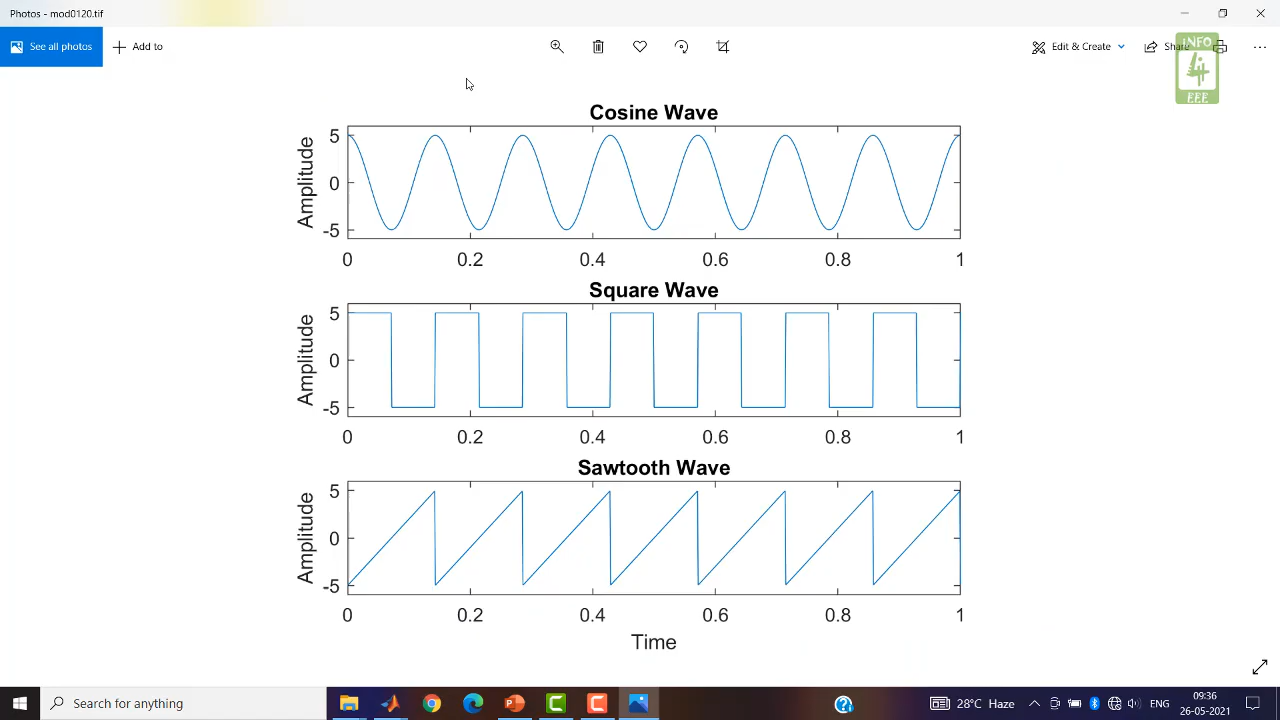 Photos - mod0120.tif
See all photos
Add to
Edit & Create
Share
iNFO
4
EEE
Cosine Wave
Amplitude
5
0
-5
0 0.2 0.4 0.6 0.8 1
Square Wave
Amplitude
5
0
-5
0 0.2 0.4 0.6 0.8 1
Sawtooth Wave
Amplitude
5
0
-5
0 0.2 0.4 0.6 0.8 1
Time
Search for anything
28°C Haze
ENG
09:36
26-05-2021